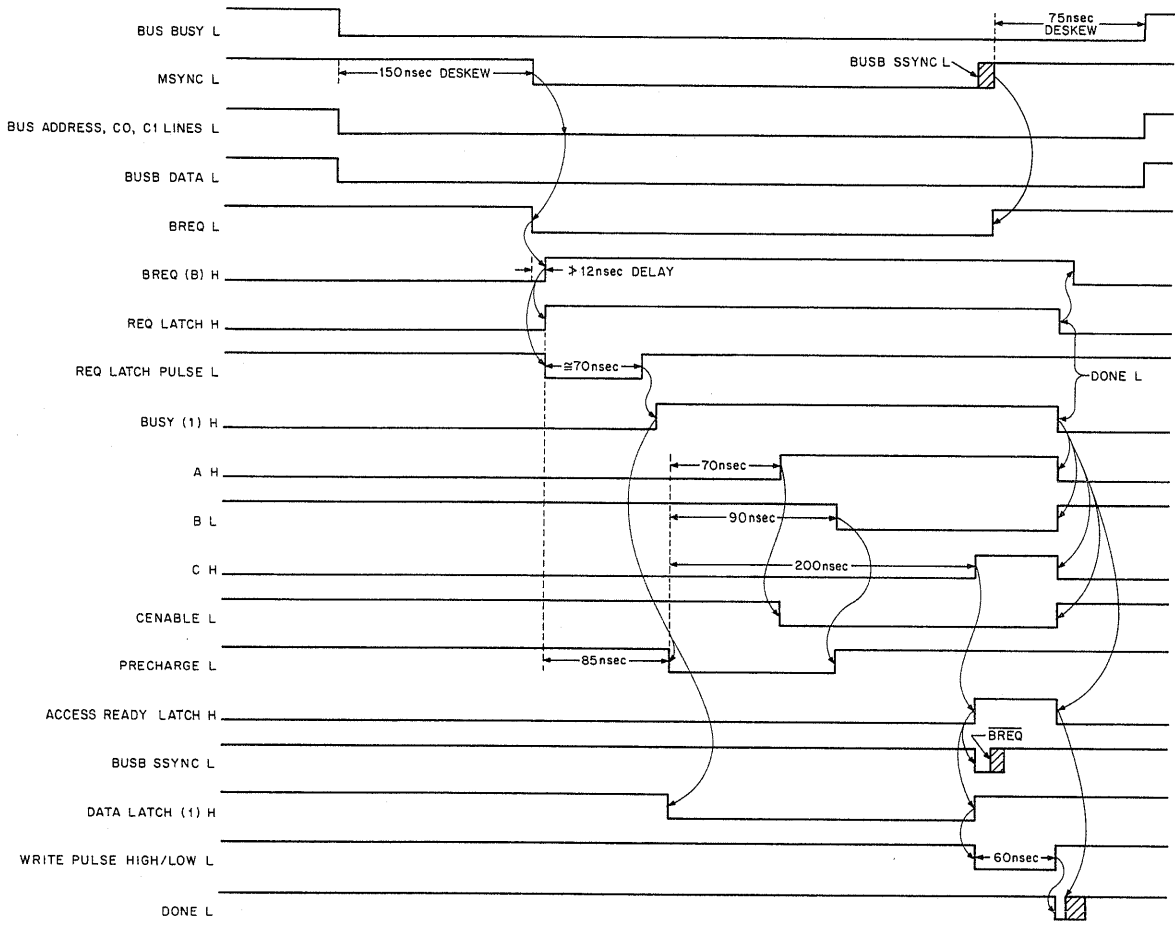 BUS BUSY L
75nsec
DESKEW
BUSB SSYNC L
MSYNC L
150nsec DESKEW
BUS ADDRESS, CO, C1 LINES L
BUSB DATA L
BREQ L
BREQ (B) H
≯12nsec DELAY
REQ LATCH H
REQ LATCH PULSE L
≅70nsec
DONE L
BUSY (1) H
A H
70nsec
B L
90nsec
C H
200nsec
CENABLE L
PRECHARGE L
85nsec
ACCESS READY LATCH H
BREQ
BUSB SSYNC L
DATA LATCH (1) H
WRITE PULSE HIGH/LOW L
60nsec
DONE L